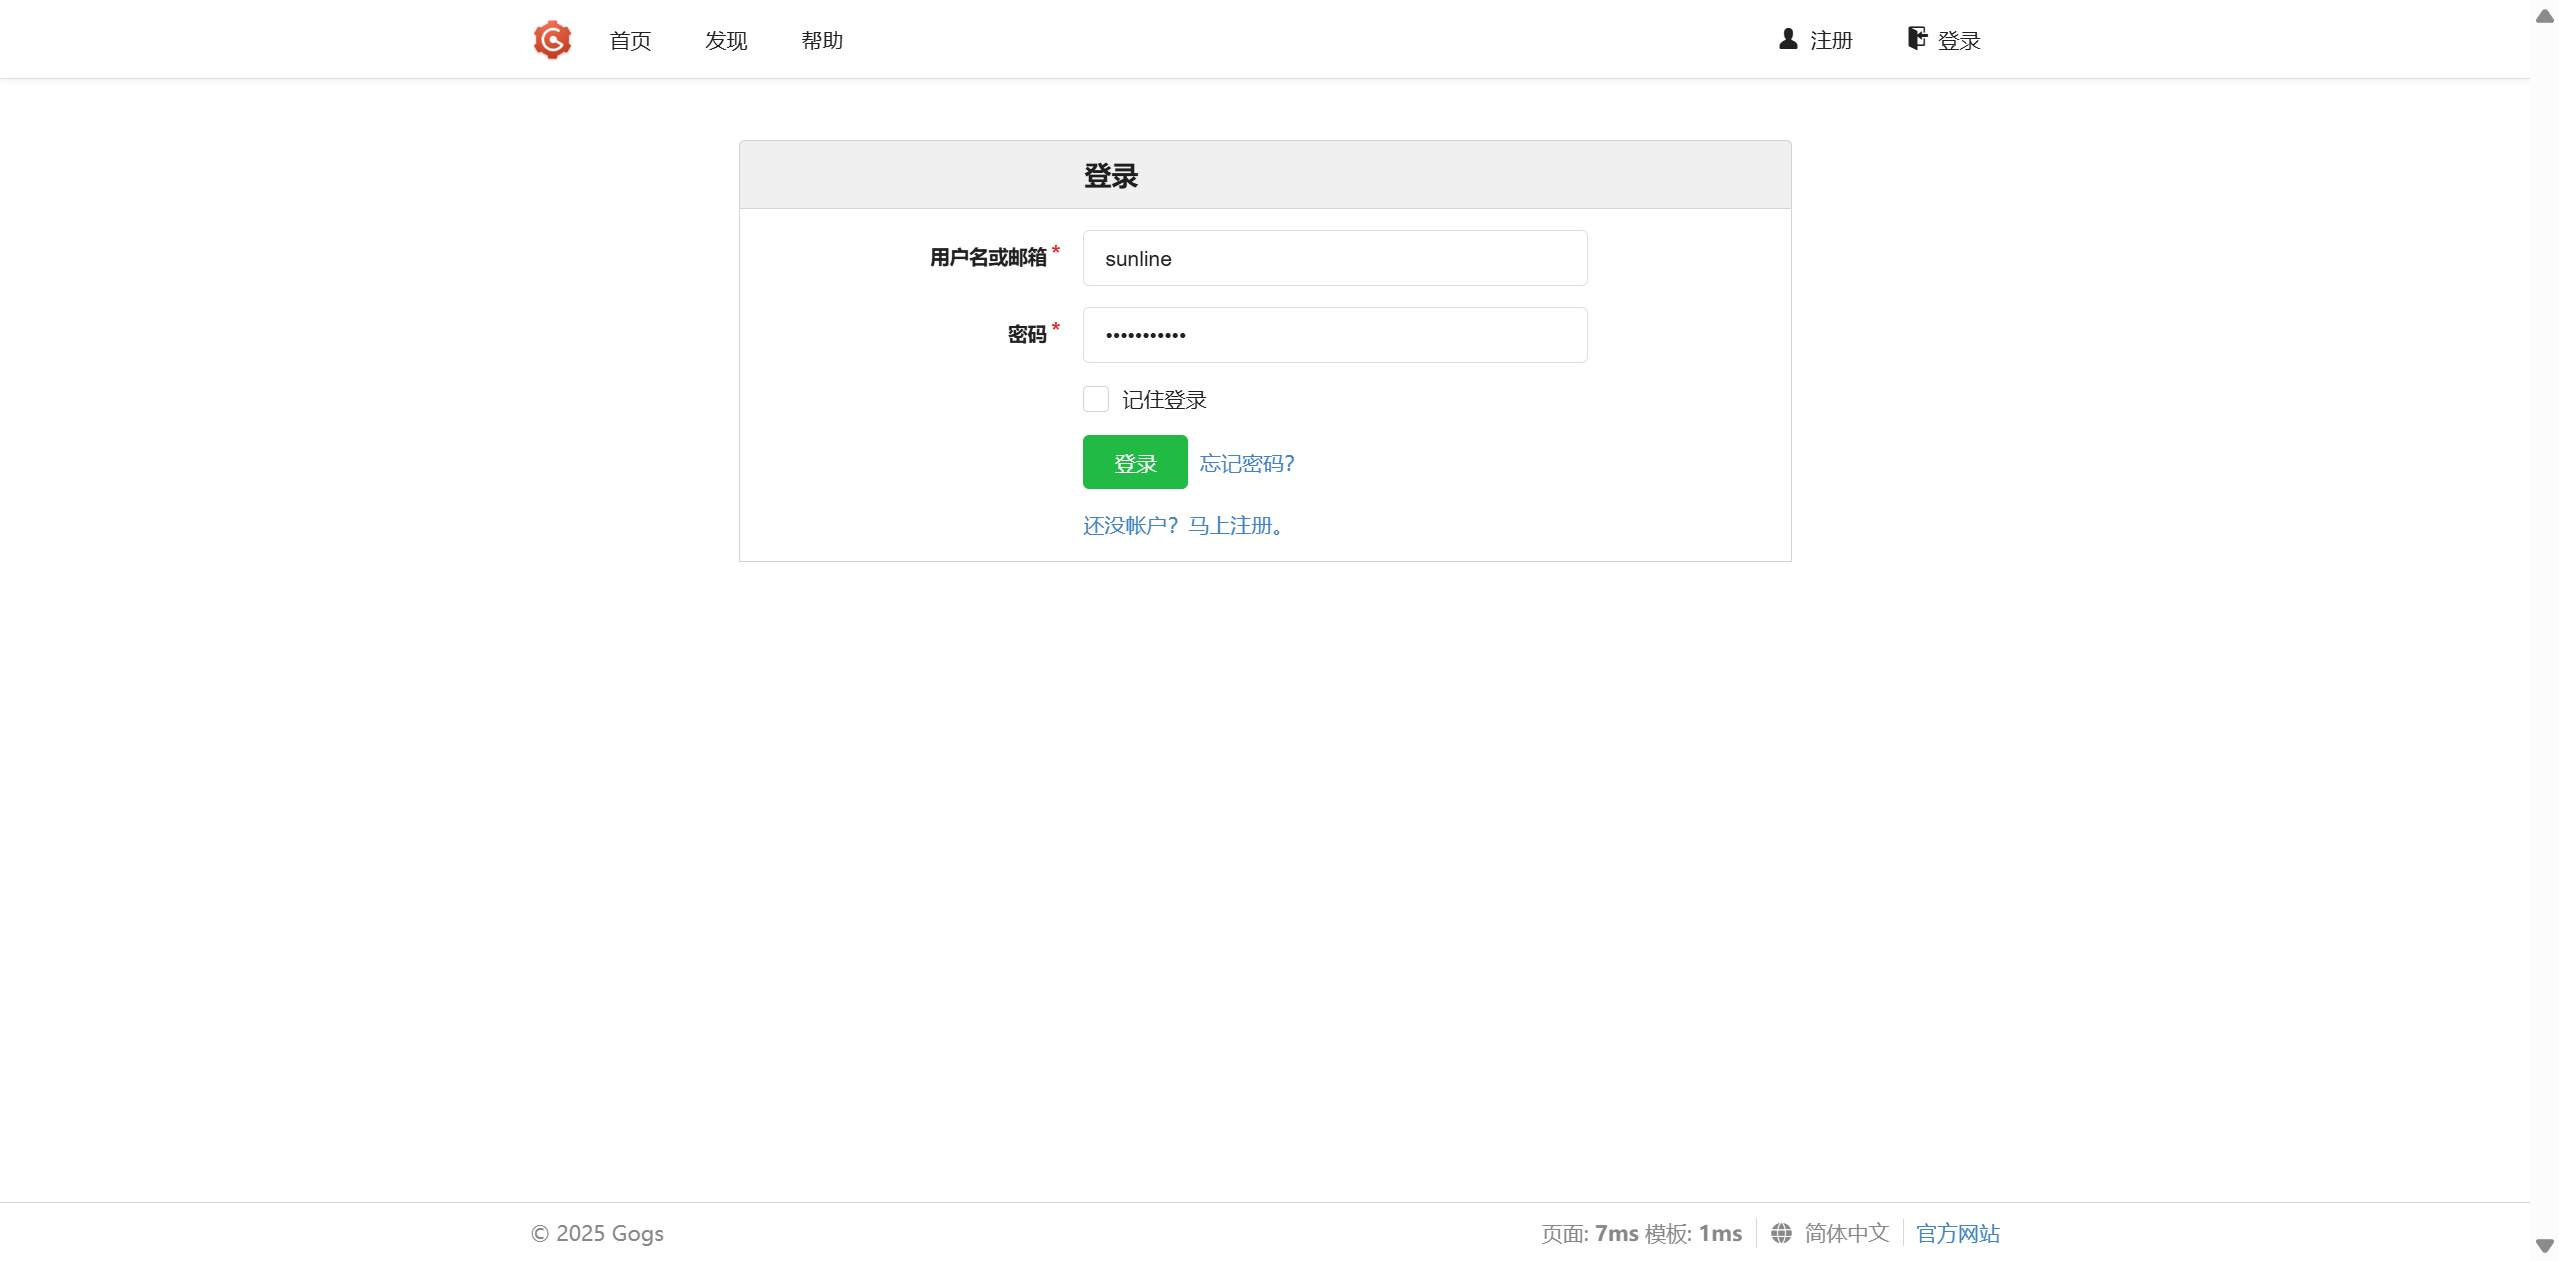 首页 发现 帮助 注册 登录
登录
用户名或邮箱 *
sunline
密码 *
•••••••••••
记住登录
登录 忘记密码?
还没帐户？马上注册。
© 2025 Gogs 页面: 7ms 模板: 1ms 简体中文 官方网站